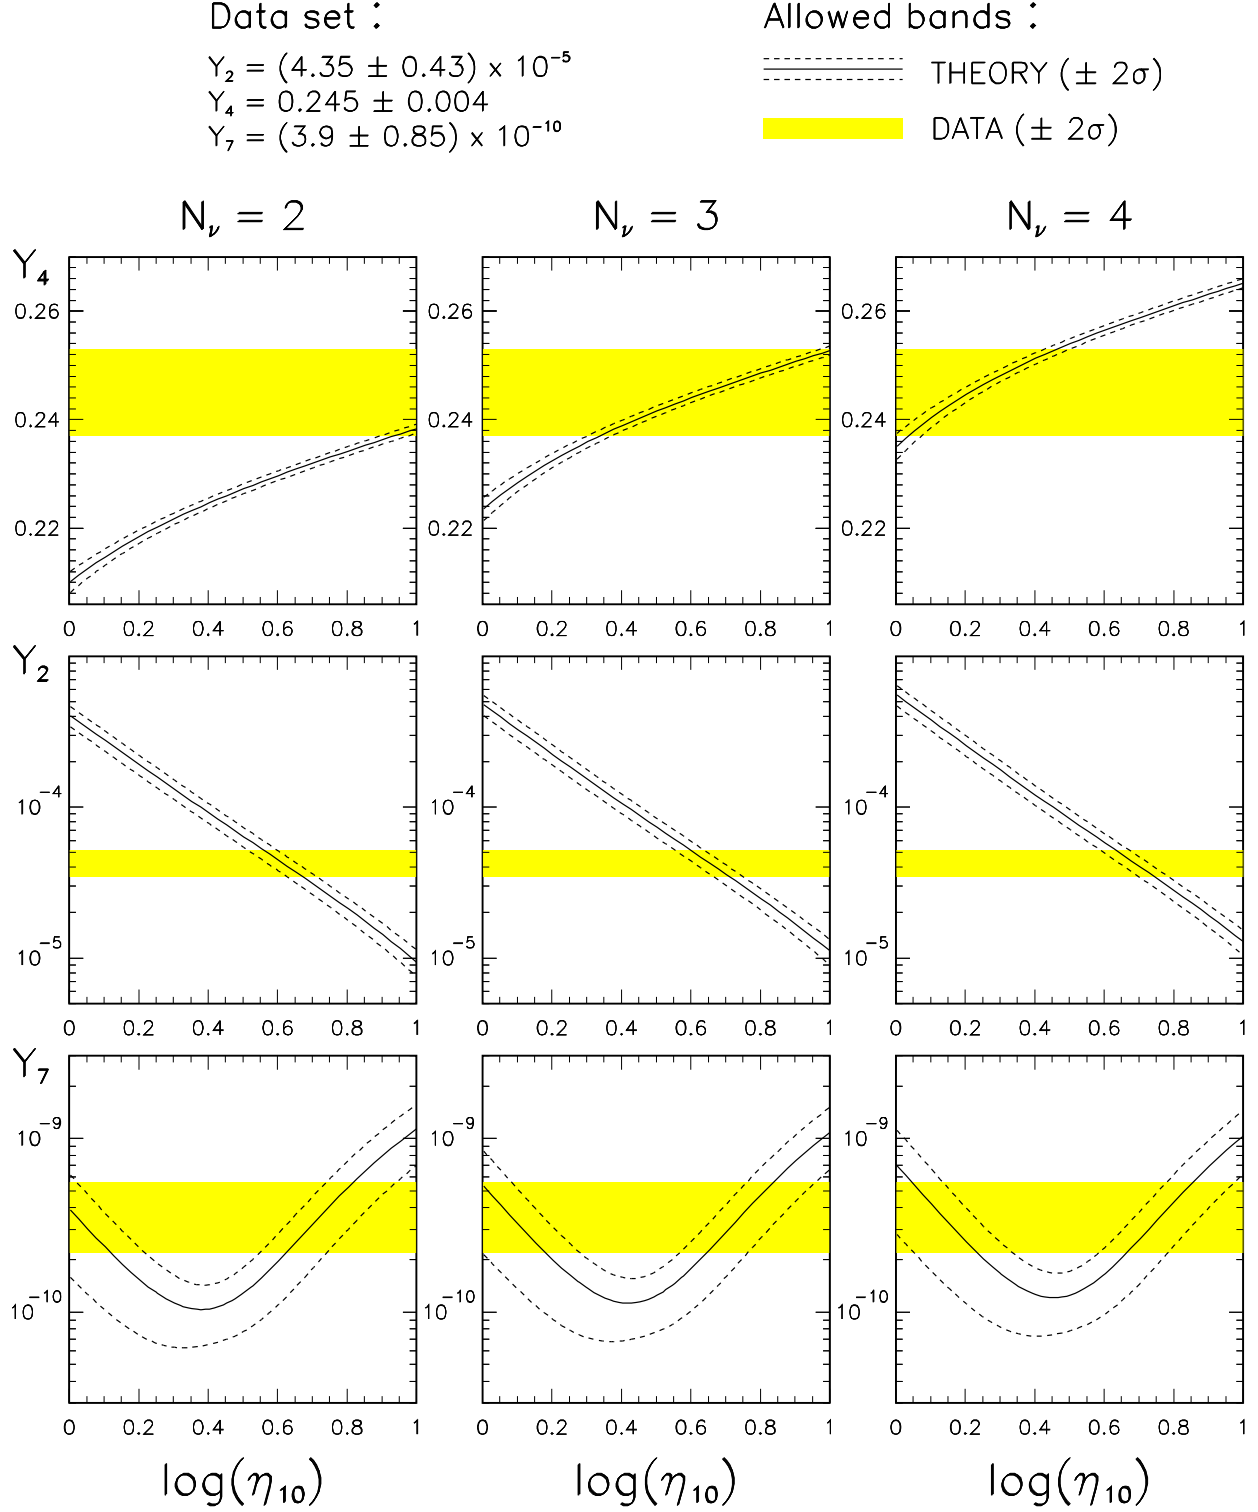 Data set :
Y₂ = (4.35 ± 0.43) x 10⁻⁵
Y₄ = 0.245 ± 0.004
Y₇ = (3.9 ± 0.85) x 10⁻¹⁰
Allowed bands :
THEORY (± 2σ)
DATA (± 2σ)
N_ν = 2
N_ν = 3
N_ν = 4
Y₄
0.26
0.24
0.22
0 0.2 0.4 0.6 0.8 1
0.26
0.24
0.22
0 0.2 0.4 0.6 0.8 1
0.26
0.24
0.22
0 0.2 0.4 0.6 0.8 1
Y₂
10⁻⁴
10⁻⁵
0 0.2 0.4 0.6 0.8 1
10⁻⁴
10⁻⁵
0 0.2 0.4 0.6 0.8 1
10⁻⁴
10⁻⁵
0 0.2 0.4 0.6 0.8 1
Y₇
10⁻⁹
10⁻¹⁰
0 0.2 0.4 0.6 0.8 1
10⁻⁹
10⁻¹⁰
0 0.2 0.4 0.6 0.8 1
10⁻⁹
10⁻¹⁰
0 0.2 0.4 0.6 0.8 1
log(η₁₀)
log(η₁₀)
log(η₁₀)